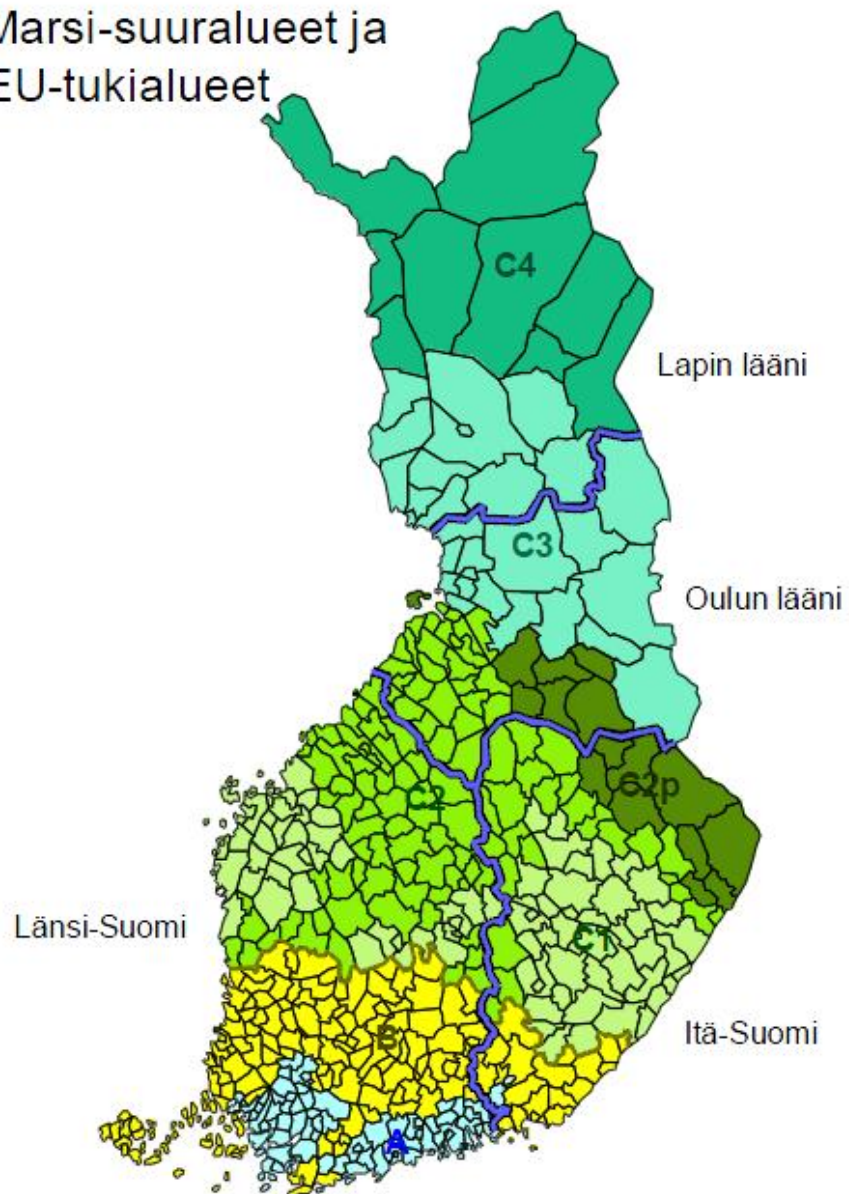 Marsi-suuralueet ja
EU-tukialueet
C4
Lapin lääni
C3
Oulun lääni
C2p
C2
Länsi-Suomi
C1
Itä-Suomi
B
A